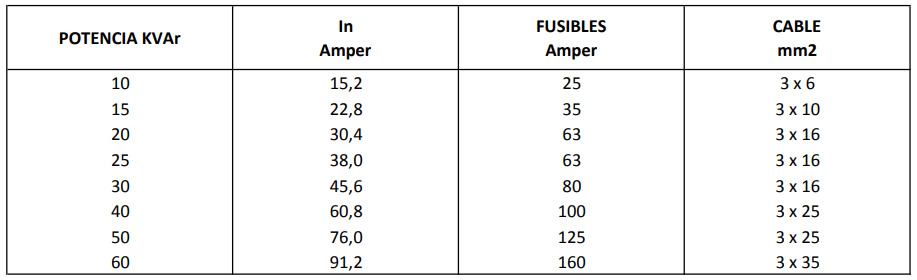 POTENCIA KVAr In Amper FUSIBLES Amper CABLE mm2
10 15,2 25 3 x 6
15 22,8 35 3 x 10
20 30,4 63 3 x 16
25 38,0 63 3 x 16
30 45,6 80 3 x 16
40 60,8 100 3 x 25
50 76,0 125 3 x 25
60 91,2 160 3 x 35